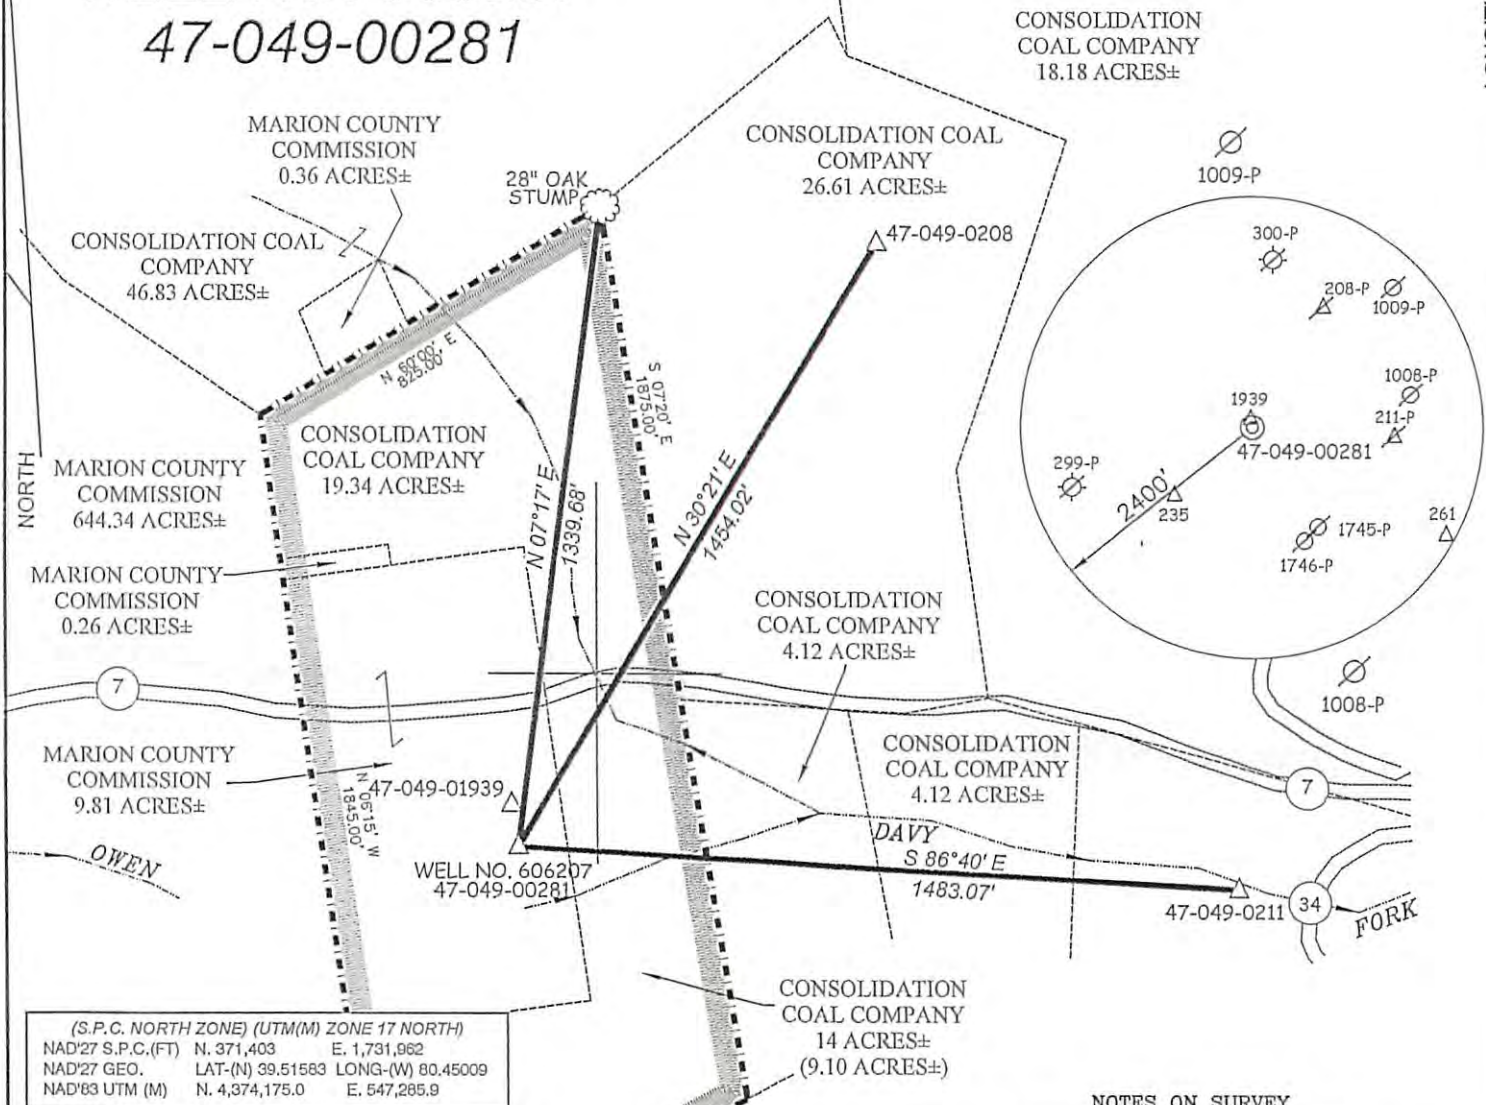 47-049-00281
CONSOLIDATION
COAL COMPANY
18.18 ACRES±
MARION COUNTY
COMMISSION
0.36 ACRES±
28" OAK
STUMP
CONSOLIDATION COAL
COMPANY
26.61 ACRES±
47-049-0208
CONSOLIDATION COAL
COMPANY
46.83 ACRES±
N 60°00' E
825.00'
S 07°20' E
1875.00'
CONSOLIDATION
COAL COMPANY
19.34 ACRES±
NORTH
MARION COUNTY
COMMISSION
644.34 ACRES±
N 07°17' E
1339.68'
N 30°21' E
1454.02'
MARION COUNTY
COMMISSION
0.26 ACRES±
CONSOLIDATION
COAL COMPANY
4.12 ACRES±
7
MARION COUNTY
COMMISSION
9.81 ACRES±
N 06°15' W
1845.00'
47-049-01939
CONSOLIDATION
COAL COMPANY
4.12 ACRES±
7
OWEN
WELL NO. 606207
47-049-00281
DAVY
S 86°40' E
1483.07'
47-049-0211
34
FORK
CONSOLIDATION
COAL COMPANY
14 ACRES±
(9.10 ACRES±)
1009-P
300-P
208-P
1009-P
1008-P
1939
211-P
47-049-00281
299-P
2400'
235
1745-P
261
1746-P
1008-P
(S.P.C. NORTH ZONE) (UTM(M) ZONE 17 NORTH)
NAD'27 S.P.C.(FT) N. 371,403 E. 1,731,962
NAD'27 GEO. LAT-(N) 39.51583 LONG-(W) 80.45009
NAD'83 UTM (M) N. 4,374,175.0 E. 547,285.9
NOTES ON SURVEY